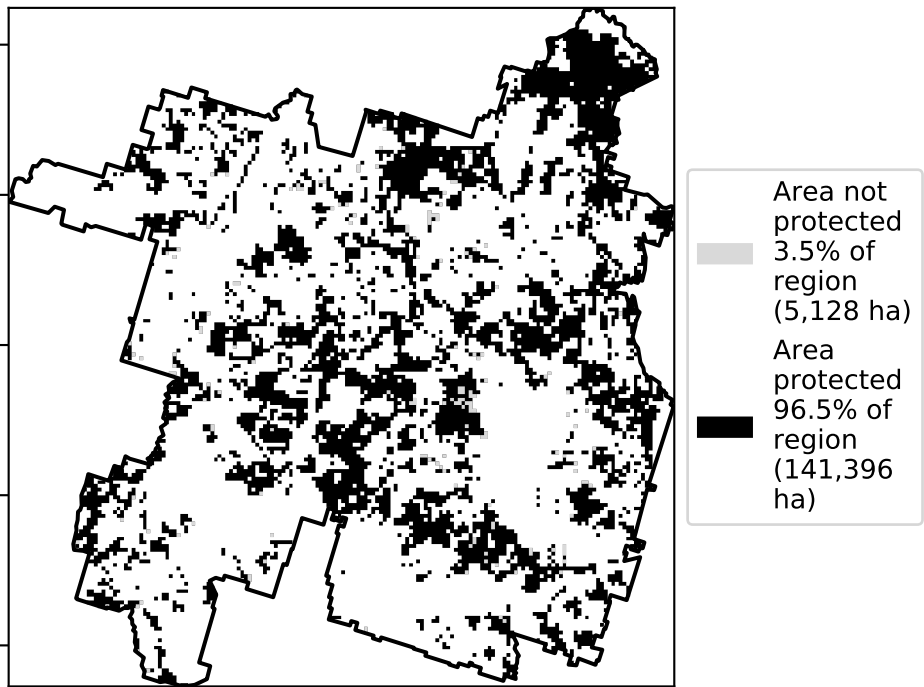 Area not
protected
3.5% of
region
(5,128 ha)
Area
protected
96.5% of
region
(141,396
ha)